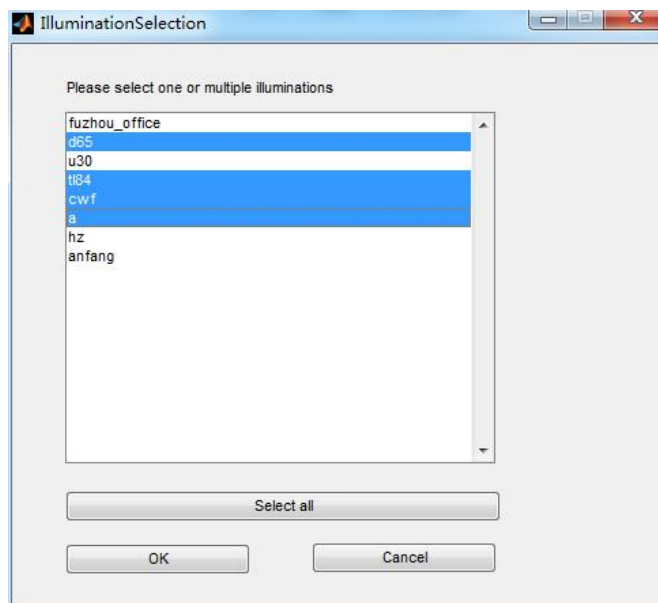 IlluminationSelection
Please select one or multiple illuminations
fuzhou_office
d65
u30
tl84
cwf
a
hz
anfang
Select all
OK
Cancel